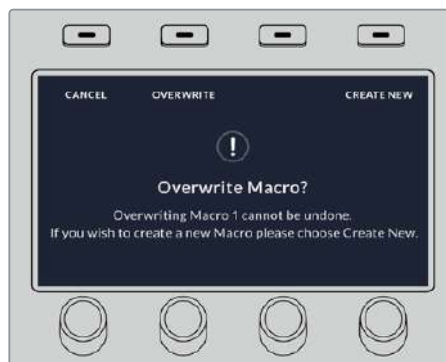 CANCEL OVERWRITE CREATE NEW
!
Overwrite Macro?
Overwriting Macro 1 cannot be undone.
If you wish to create a new Macro please choose Create New.